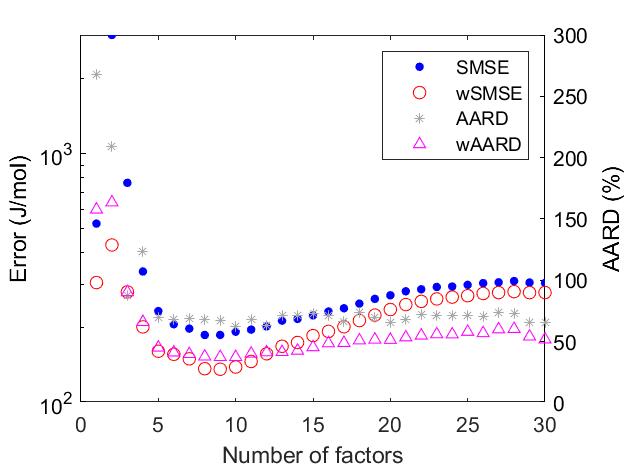 300
SMSE
wSMSE
AARD
wAARD
250
200
10^3
150
100
50
10^2
0
Error (J/mol)
AARD (%)
0 5 10 15 20 25 30
Number of factors